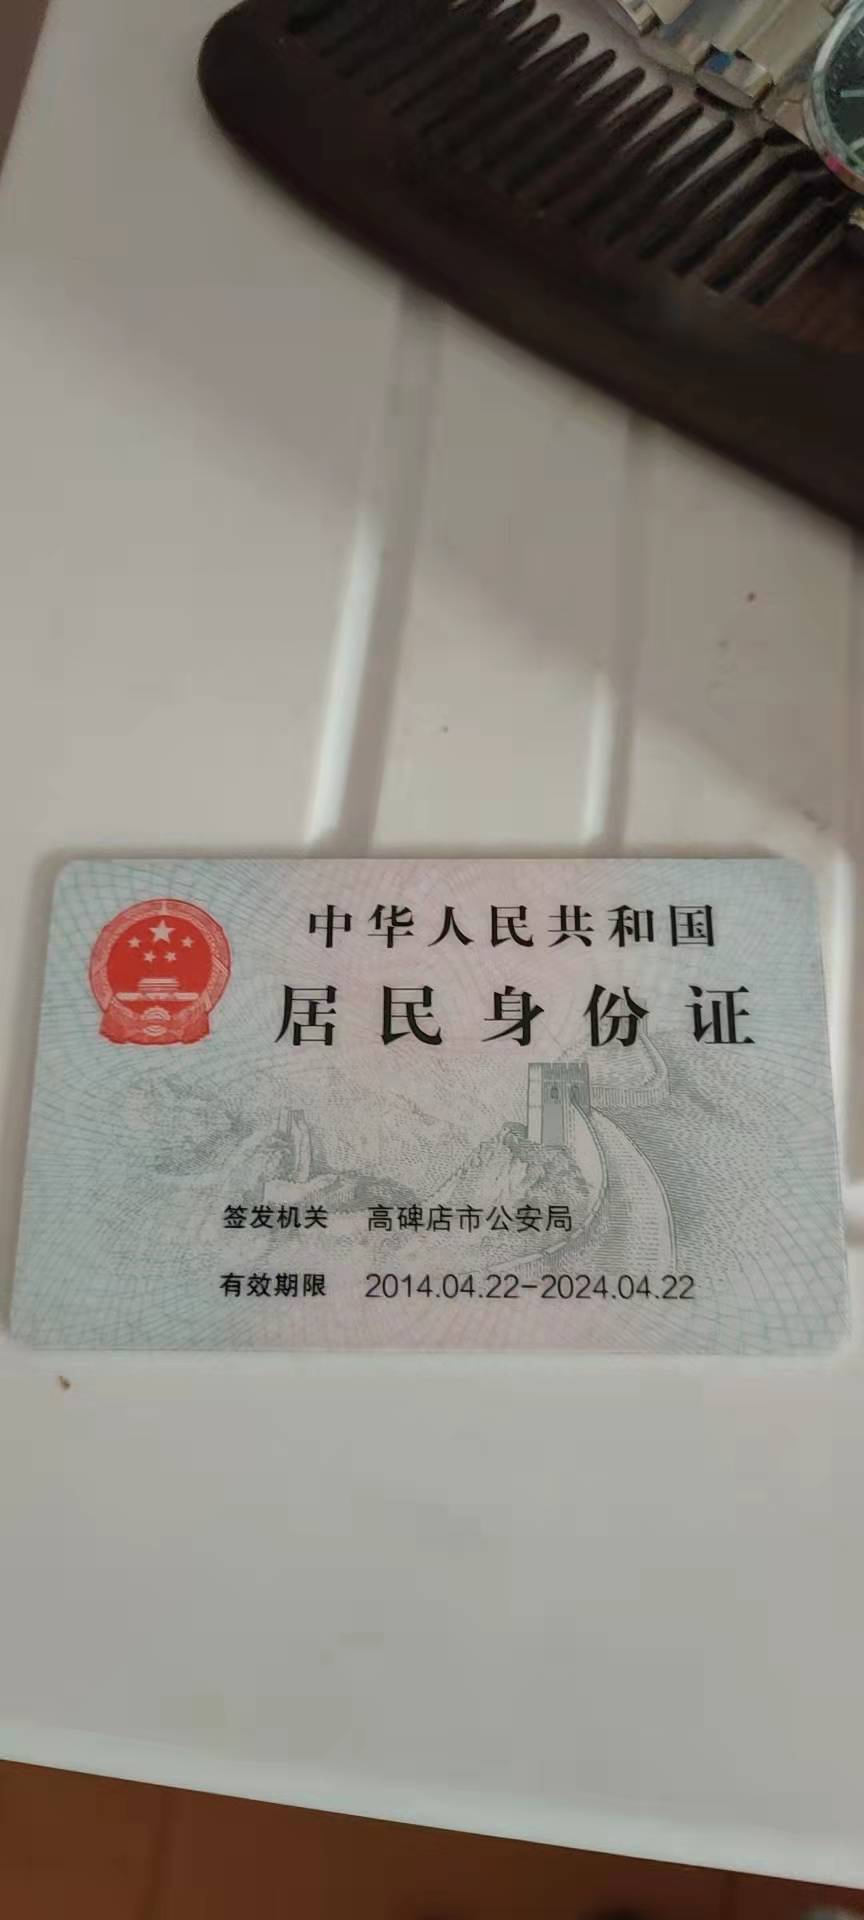 中华人民共和国
居民身份证
签发机关 高碑店市公安局
有效期限 2014.04.22-2024.04.22